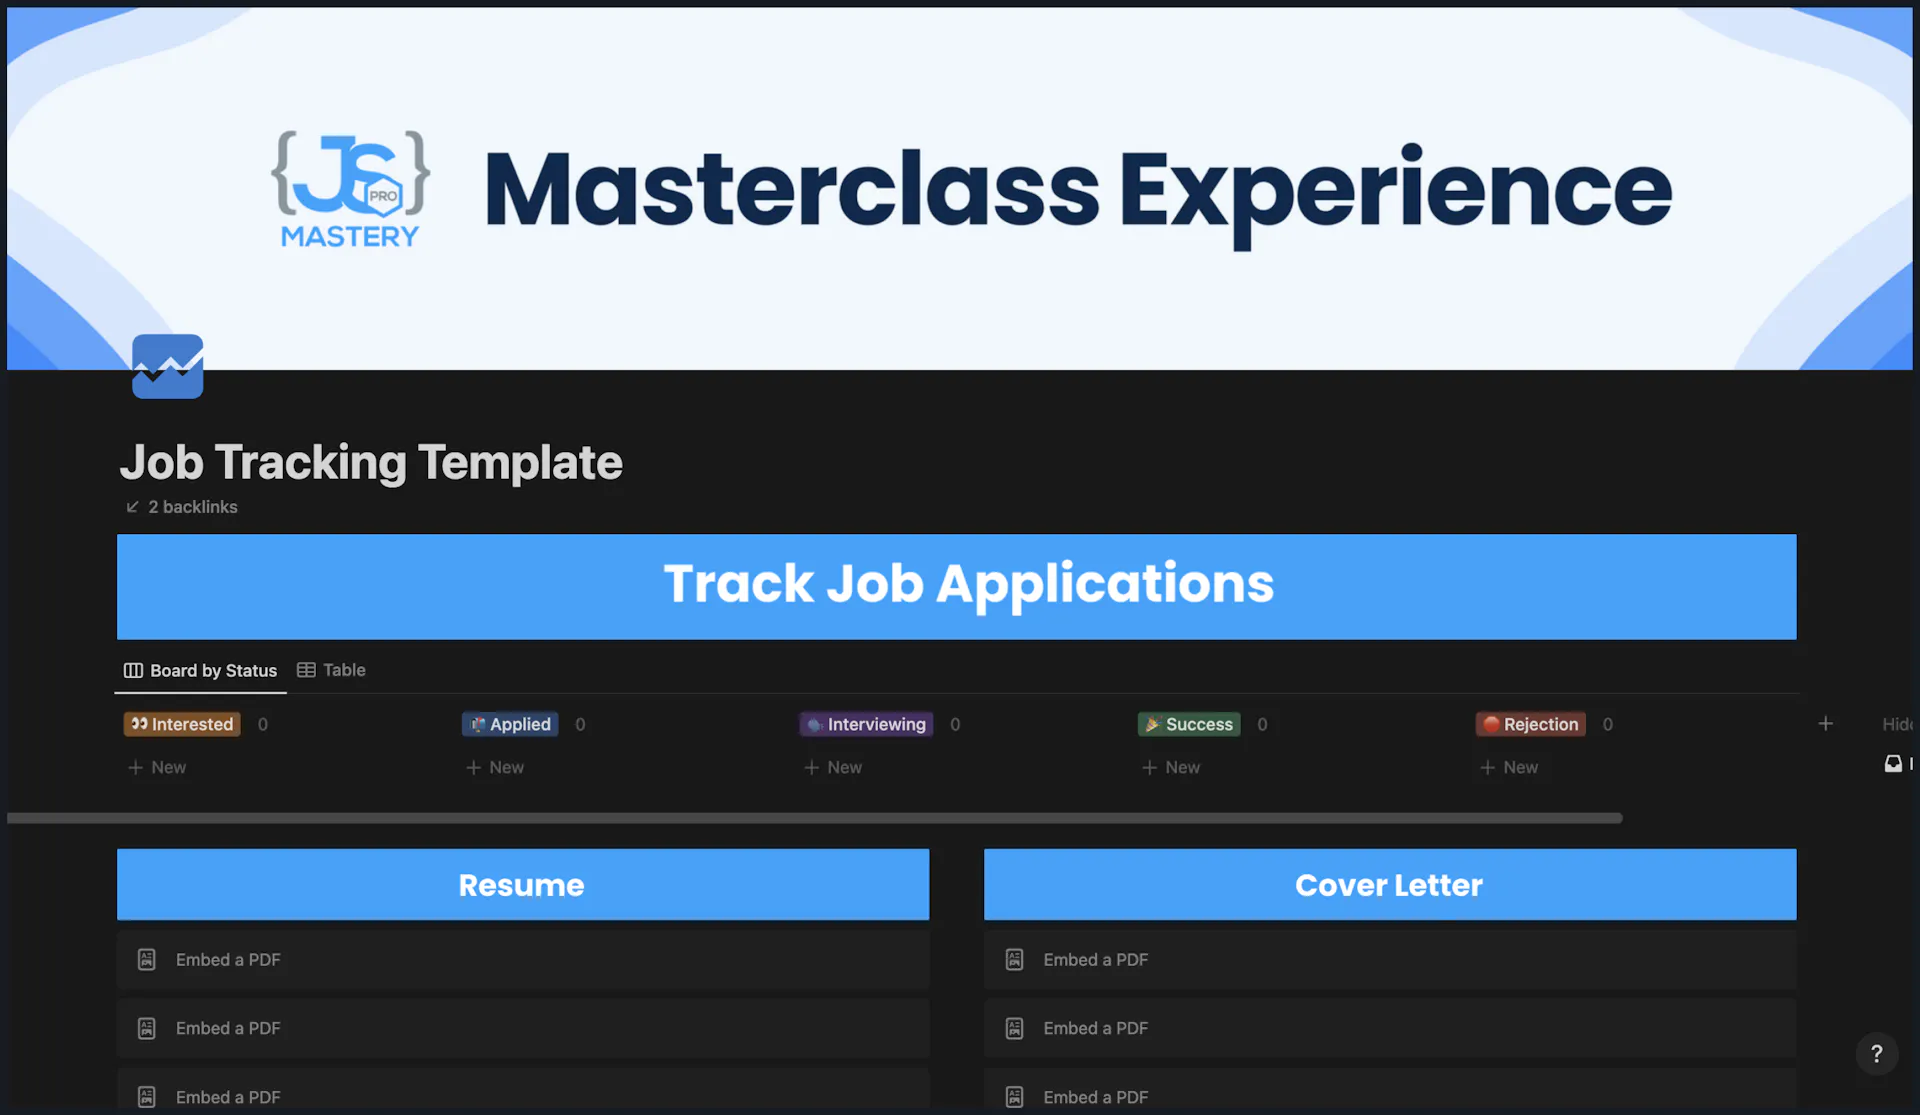 {JS PRO}
MASTERY
Masterclass Experience
Job Tracking Template
2 backlinks
Track Job Applications
Board by Status Table
Interested 0 Applied 0 Interviewing 0 Success 0 Rejection 0
New New New New New
Resume Cover Letter
Embed a PDF Embed a PDF
Embed a PDF Embed a PDF
Embed a PDF Embed a PDF
?